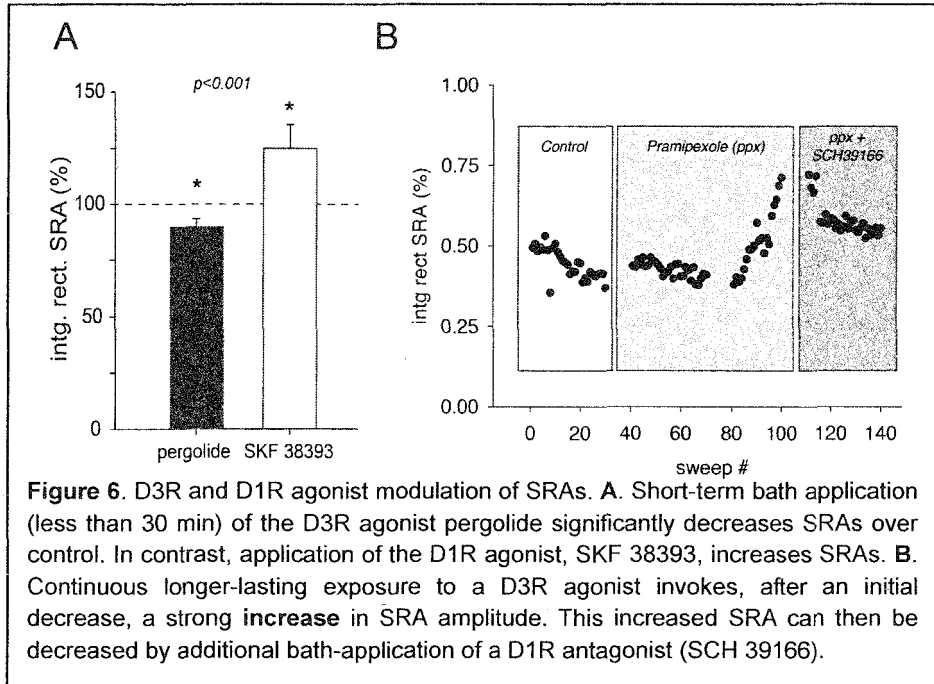 A
B
p<0.001
*
*
150
100
50
0
intg. rect. SRA (%)
pergolide SKF 38393
1.00
0.75
0.50
0.25
0.00
intg rect SRA (%)
Control
Pramipexole (ppx)
ppx +
SCH39166
0 20 40 60 80 100 120 140
sweep #
Figure 6. D3R and D1R agonist modulation of SRAs. A. Short-term bath application
(less than 30 min) of the D3R agonist pergolide significantly decreases SRAs over
control. In contrast, application of the D1R agonist, SKF 38393, increases SRAs. B.
Continuous longer-lasting exposure to a D3R agonist invokes, after an initial
decrease, a strong increase in SRA amplitude. This increased SRA can then be
decreased by additional bath-application of a D1R antagonist (SCH 39166).